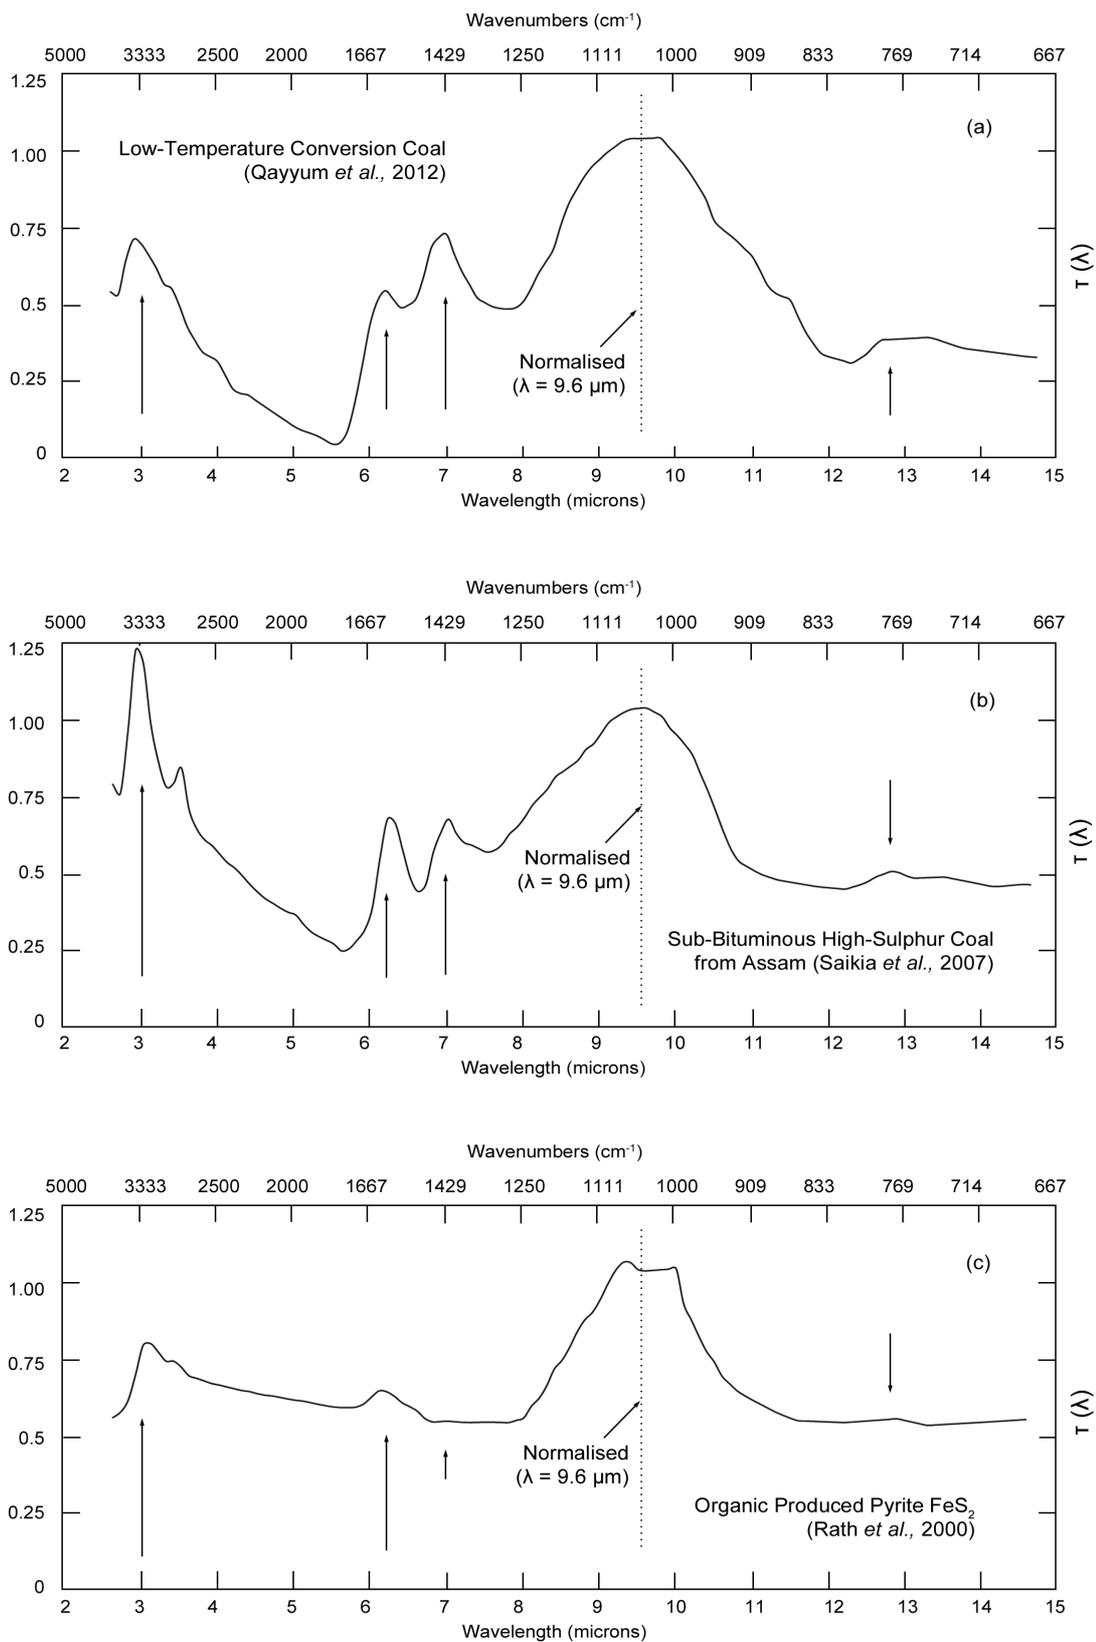 Wavenumbers (cm-1)
5000 3333 2500 2000 1667 1429 1250 1111 1000 909 833 769 714 667
1.25
(a)
Low-Temperature Conversion Coal
(Qayyum et al., 2012)
1.00
0.75
τ (λ)
0.5
Normalised
(λ = 9.6 µm)
0.25
0
2 3 4 5 6 7 8 9 10 11 12 13 14 15
Wavelength (microns)
Wavenumbers (cm-1)
5000 3333 2500 2000 1667 1429 1250 1111 1000 909 833 769 714 667
1.25
(b)
1.00
0.75
τ (λ)
Normalised
(λ = 9.6 µm)
0.5
Sub-Bituminous High-Sulphur Coal
from Assam (Saikia et al., 2007)
0.25
0
2 3 4 5 6 7 8 9 10 11 12 13 14 15
Wavelength (microns)
Wavenumbers (cm-1)
5000 3333 2500 2000 1667 1429 1250 1111 1000 909 833 769 714 667
1.25
(c)
1.00
0.75
τ (λ)
0.5
Normalised
(λ = 9.6 µm)
0.25
Organic Produced Pyrite FeS2
(Rath et al., 2000)
0
2 3 4 5 6 7 8 9 10 11 12 13 14 15
Wavelength (microns)